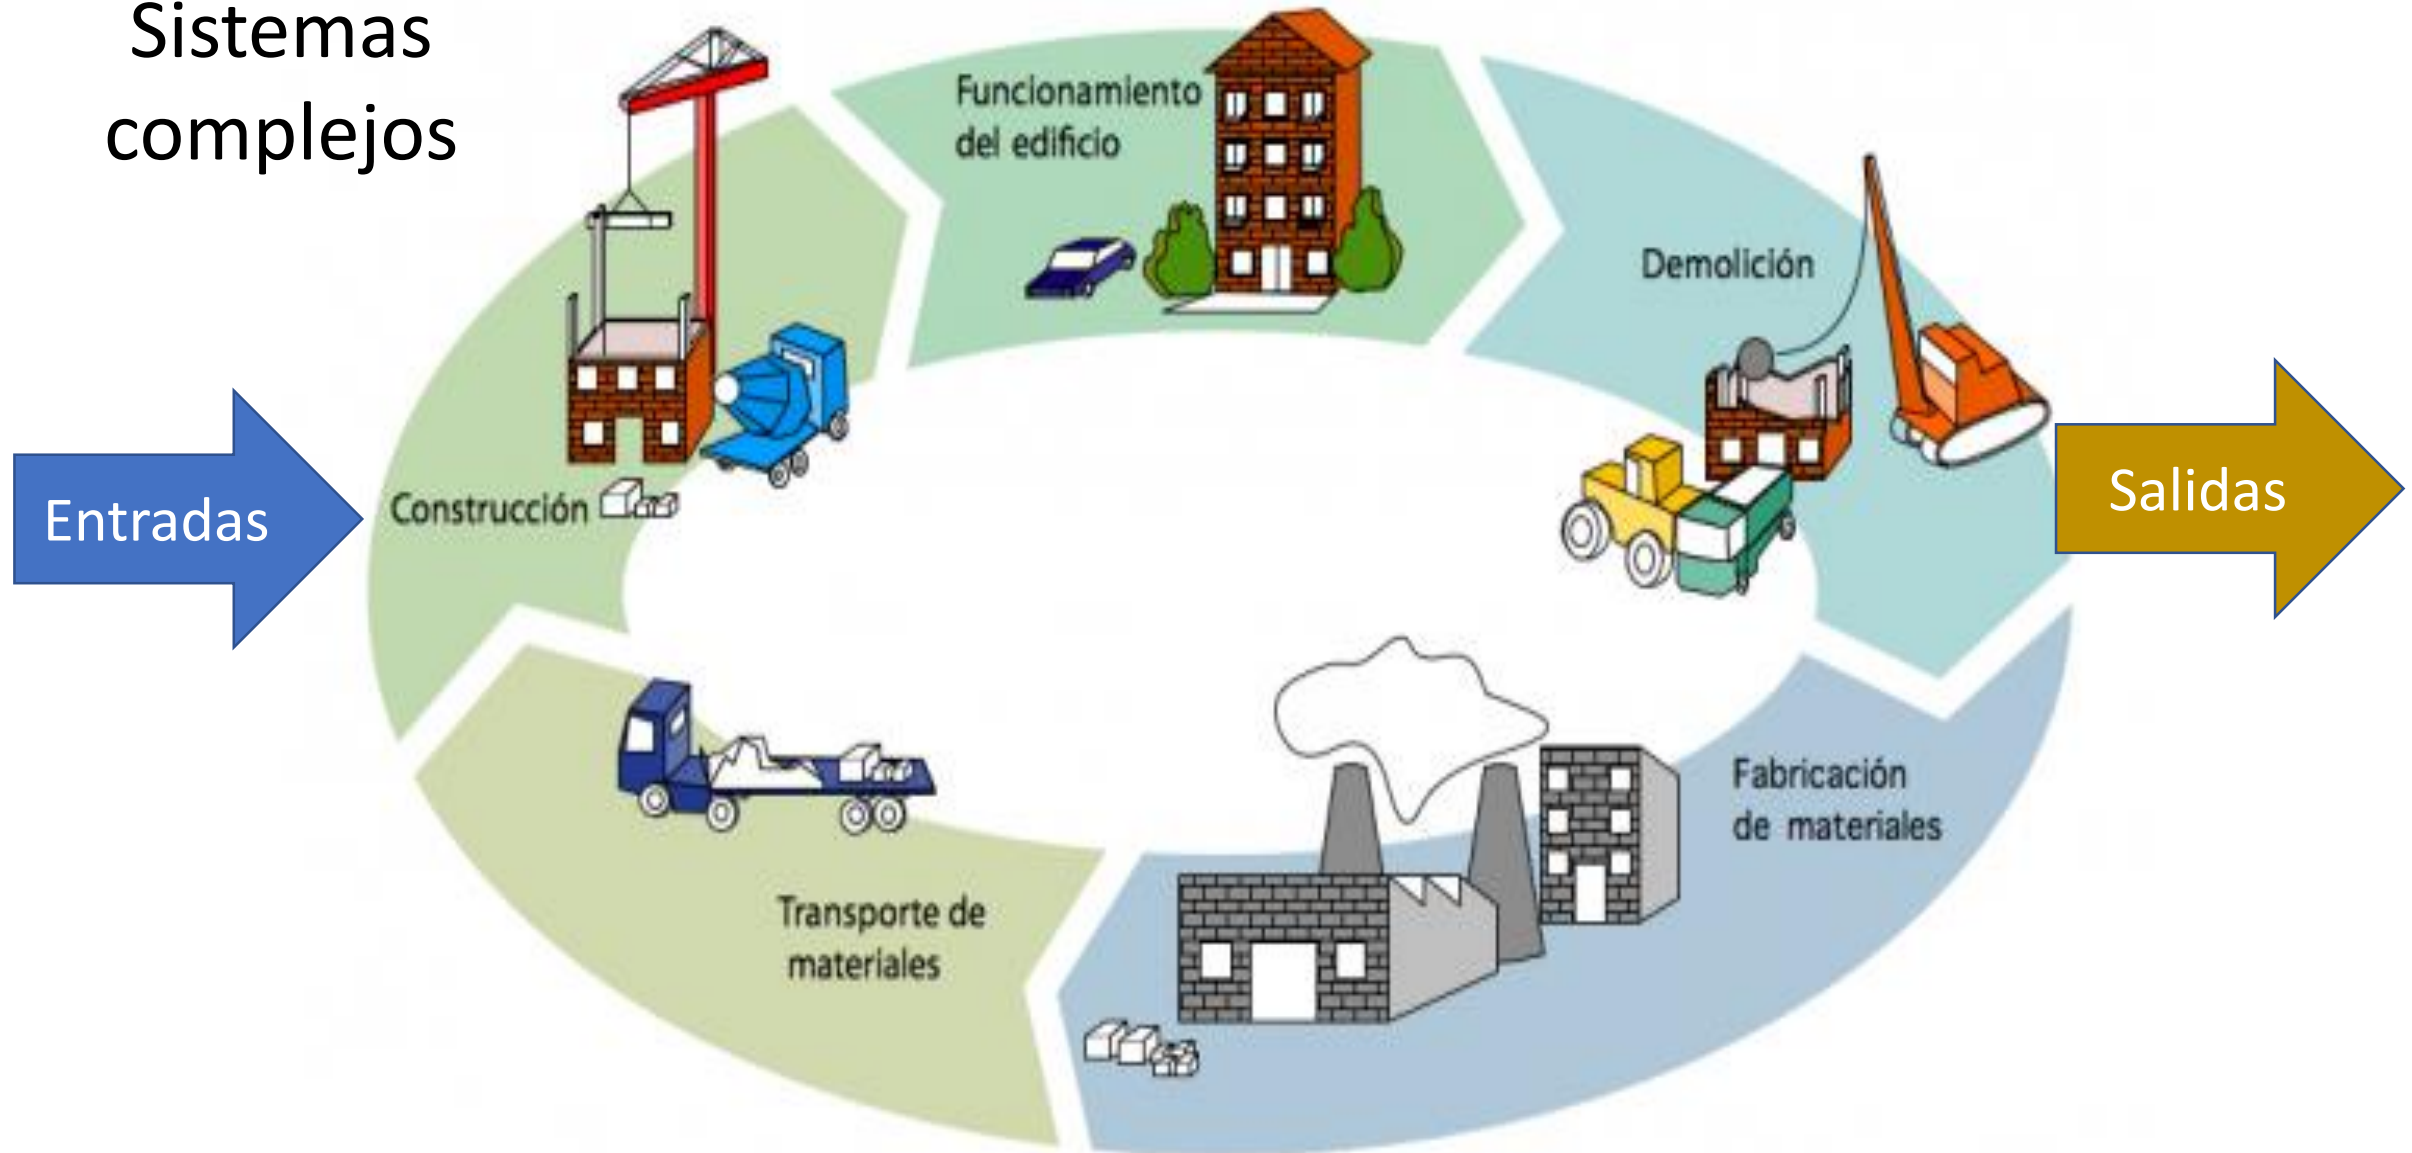 Sistemas
complejos
Funcionamiento
del edificio
Demolición
Entradas
Construcción
Salidas
Fabricación
de materiales
Transporte de
materiales